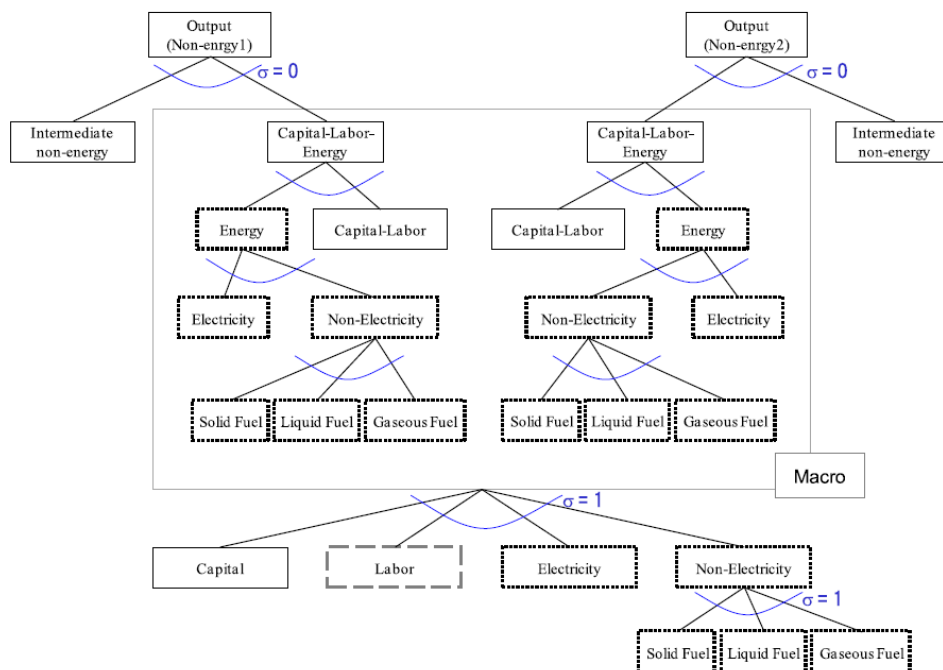 Output
(Non-enrgy1)
Output
(Non-enrgy2)
σ = 0
σ = 0
Intermediate
non-energy
Capital-Labor-
Energy
Capital-Labor-
Energy
Intermediate
non-energy
Energy
Capital-Labor
Capital-Labor
Energy
Electricity
Non-Electricity
Non-Electricity
Electricity
Solid Fuel
Liquid Fuel
Gaseous Fuel
Solid Fuel
Liquid Fuel
Gaseous Fuel
Macro
σ = 1
Capital
Labor
Electricity
Non-Electricity
σ = 1
Solid Fuel
Liquid Fuel
Gaseous Fuel